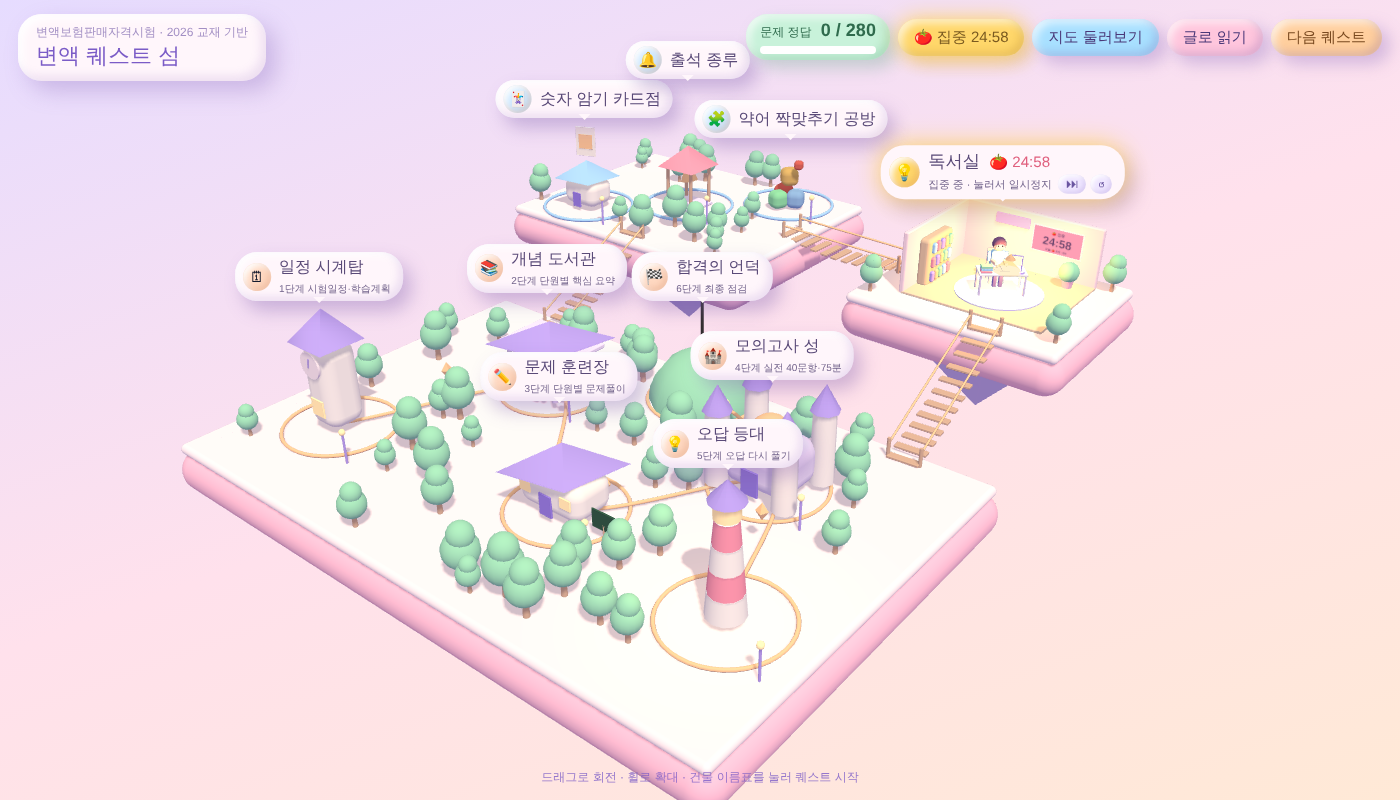 변액보험판매자격시험 · 2026 교재 기반
변액 퀘스트 섬
문제 정답 0 / 280
집중 24:58
지도 둘러보기
글로 읽기
다음 퀘스트
출석 종루
숫자 암기 카드점
약어 짝맞추기 공방
독서실 24:58
집중 중 · 눌러서 일시정지
24:58
일정 시계탑
1단계 시험일정·학습계획
개념 도서관
2단계 단원별 핵심 요약
합격의 언덕
6단계 최종 점검
문제 훈련장
3단계 단원별 문제풀이
모의고사 성
4단계 실전 40문항·75분
오답 등대
5단계 오답 다시 풀기
드래그로 회전 · 휠로 확대 · 건물 이름표를 눌러 퀘스트 시작